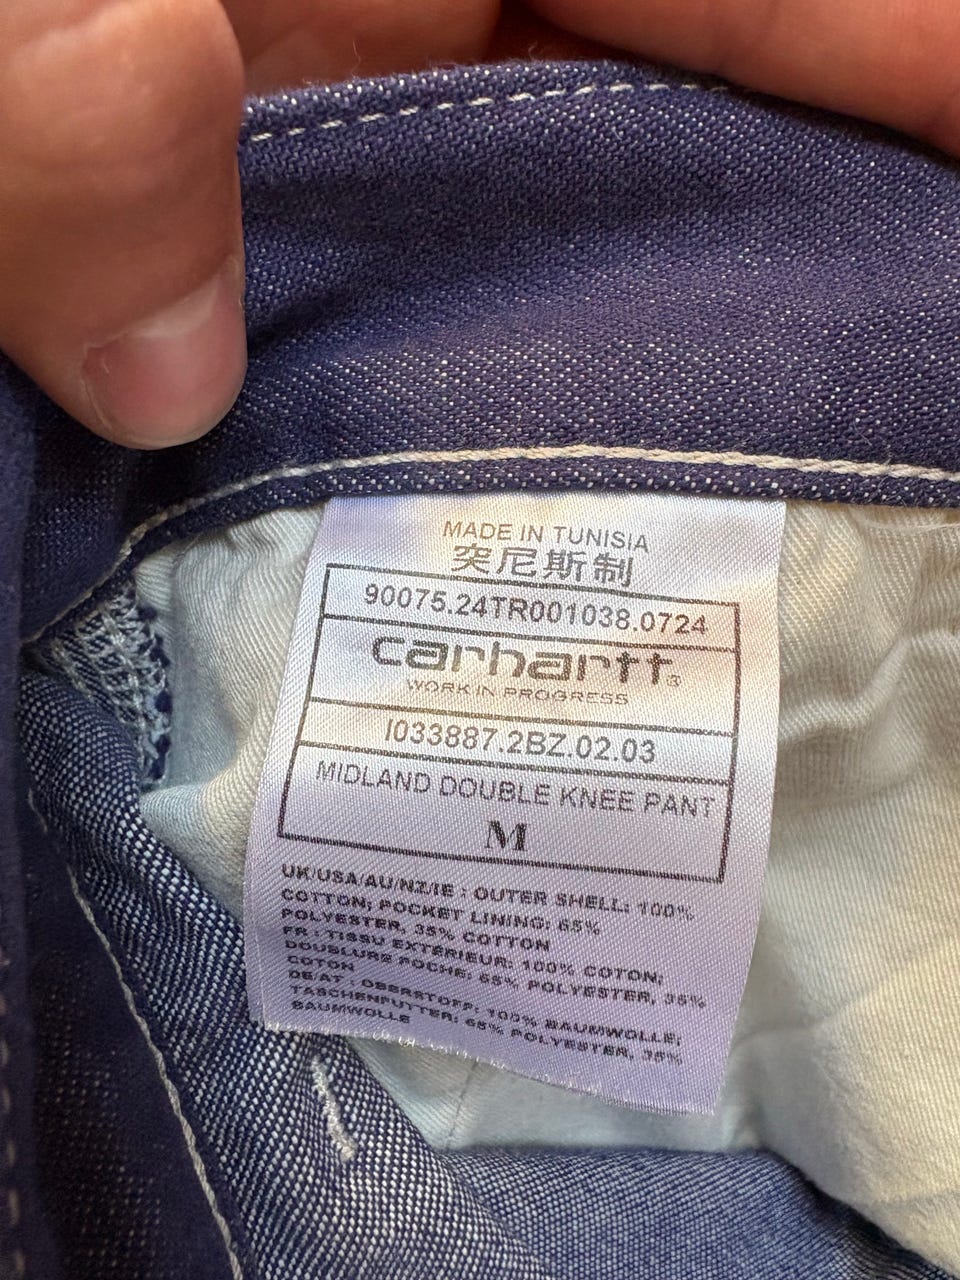 MADE IN TUNISIA
突尼斯制
90075.24TR001038.0724
carhartt®
WORK IN PROGRESS
I033887.2BZ.02.03
MIDLAND DOUBLE KNEE PANT
M
UK/USA/AU/NZ/IE : OUTER SHELL: 100%
COTTON; POCKET LINING: 65%
POLYESTER, 35% COTTON
FR : TISSU EXTERIEUR: 100% COTON;
DOUBLURE POCHE: 65% POLYESTER, 35%
COTON
DE/AT : OBERSTOFF: 100% BAUMWOLLE;
TASCHENFUTTER: 65% POLYESTER, 35%
BAUMWOLLE